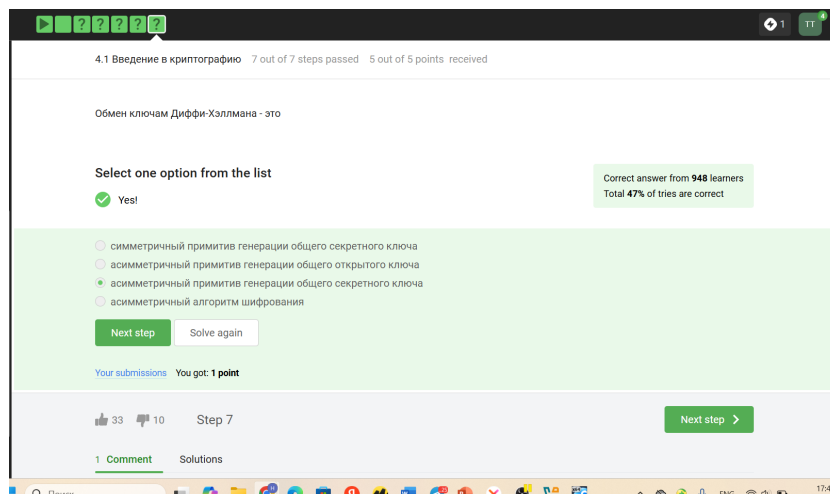 ? ? ? ? ?
1
TT
4
4.1 Введение в криптографию 7 out of 7 steps passed 5 out of 5 points received
Обмен ключам Диффи-Хэллмана - это
Select one option from the list
Correct answer from 948 learners
Total 47% of tries are correct
Yes!
симметричный примитив генерации общего секретного ключа
асимметричный примитив генерации общего открытого ключа
асимметричный примитив генерации общего секретного ключа
асимметричный алгоритм шифрования
Next step Solve again
Your submissions You got: 1 point
33 10 Step 7 Next step
1 Comment Solutions